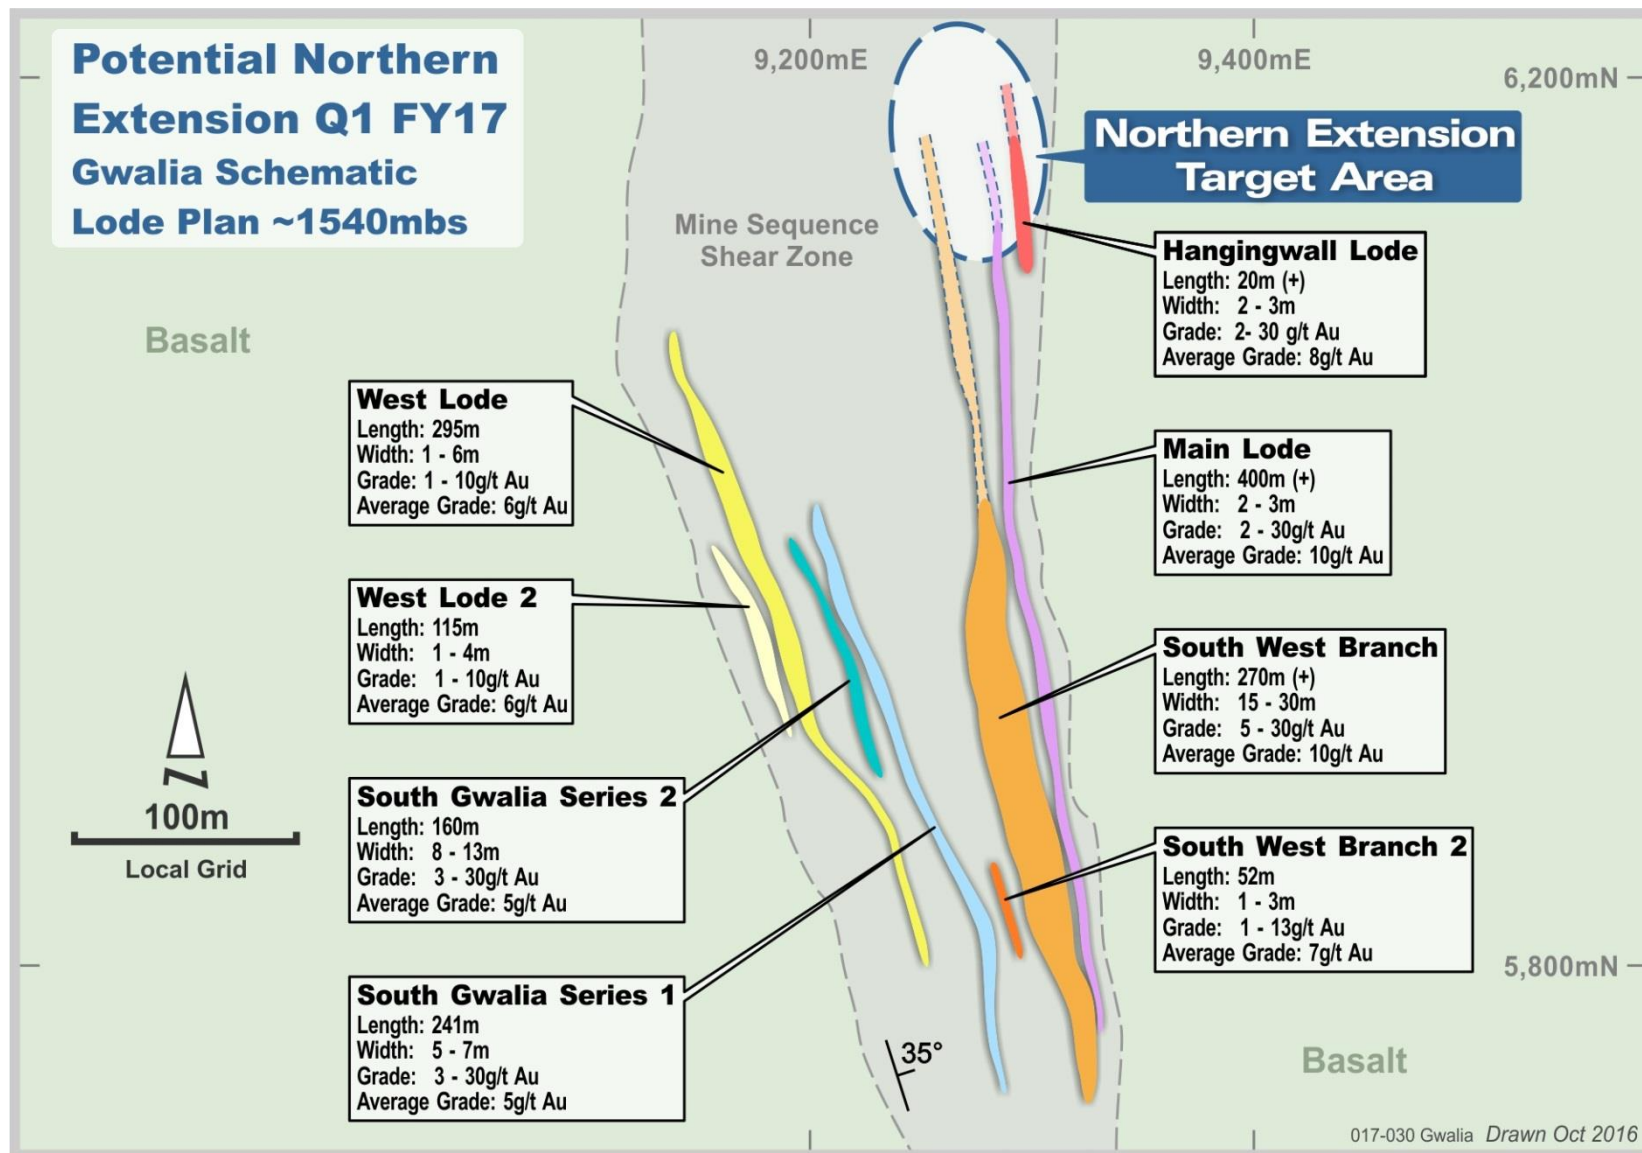 Potential Northern
Extension Q1 FY17
Gwalia Schematic
Lode Plan ~1540mbs
9,200mE
9,400mE
6,200mN
Northern Extension
Target Area
Mine Sequence
Shear Zone
Basalt
Hangingwall Lode
Length: 20m (+)
Width: 2 - 3m
Grade: 2- 30 g/t Au
Average Grade: 8g/t Au
West Lode
Length: 295m
Width: 1 - 6m
Grade: 1 - 10g/t Au
Average Grade: 6g/t Au
Main Lode
Length: 400m (+)
Width: 2 - 3m
Grade: 2 - 30g/t Au
Average Grade: 10g/t Au
West Lode 2
Length: 115m
Width: 1 - 4m
Grade: 1 - 10g/t Au
Average Grade: 6g/t Au
South West Branch
Length: 270m (+)
Width: 15 - 30m
Grade: 5 - 30g/t Au
Average Grade: 10g/t Au
Z
100m
Local Grid
South Gwalia Series 2
Length: 160m
Width: 8 - 13m
Grade: 3 - 30g/t Au
Average Grade: 5g/t Au
South West Branch 2
Length: 52m
Width: 1 - 3m
Grade: 1 - 13g/t Au
Average Grade: 7g/t Au
5,800mN
South Gwalia Series 1
Length: 241m
Width: 5 - 7m
Grade: 3 - 30g/t Au
Average Grade: 5g/t Au
35°
Basalt
017-030 Gwalia Drawn Oct 2016